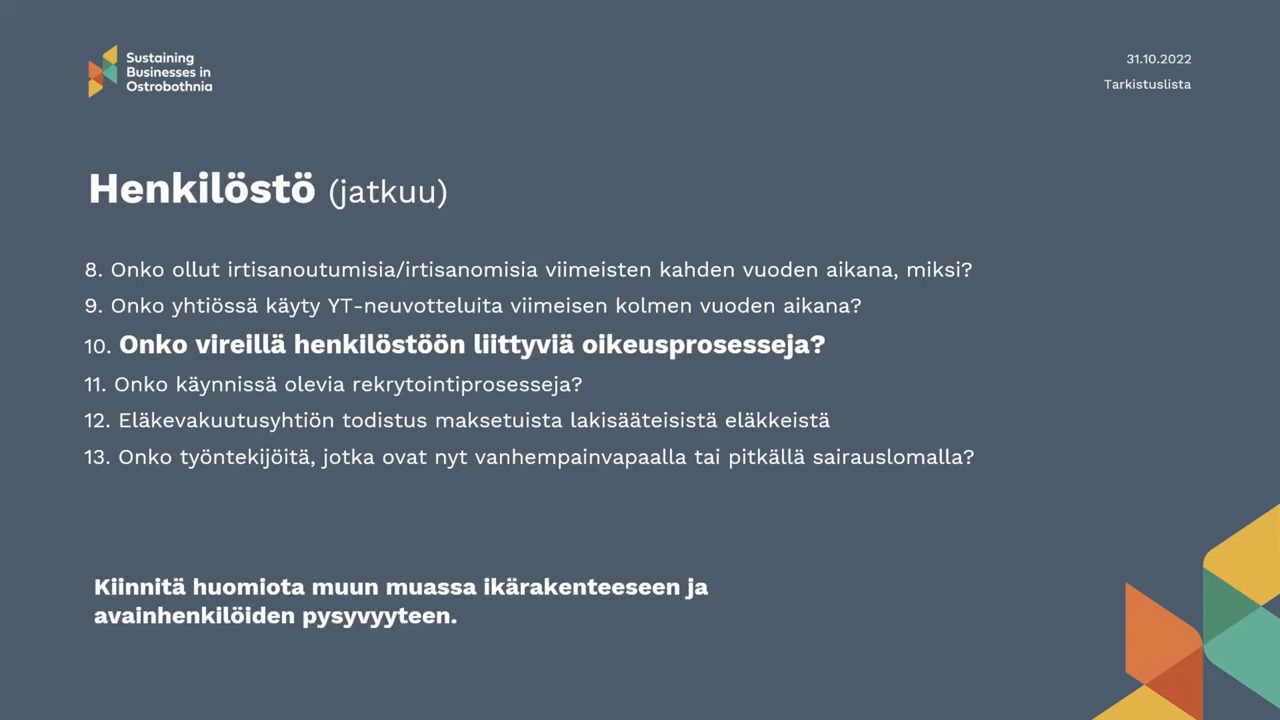 Sustaining
Businesses in
Ostrobothnia
31.10.2022
Tarkistuslista
Henkilöstö (jatkuu)
8. Onko ollut irtisanoutumisia/irtisanomisia viimeisten kahden vuoden aikana, miksi?
9. Onko yhtiössä käyty YT-neuvotteluita viimeisen kolmen vuoden aikana?
10. Onko vireillä henkilöstöön liittyviä oikeusprosesseja?
11. Onko käynnissä olevia rekrytointiprosesseja?
12. Eläkevakuutusyhtiön todistus maksetuista lakisääteisistä eläkkeistä
13. Onko työntekijöitä, jotka ovat nyt vanhempainvapaalla tai pitkällä sairauslomalla?
Kiinnitä huomiota muun muassa ikärakenteeseen ja
avainhenkilöiden pysyvyyteen.